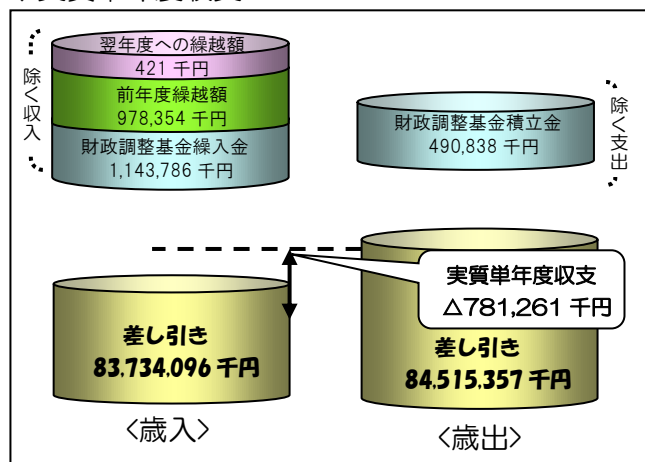 翌年度への繰越額
421 千円
前年度繰越額
978,354 千円
財政調整基金繰入金
1,143,786 千円
除く収入
財政調整基金積立金
490,838 千円
除く支出
実質単年度収支
△781,261 千円
差し引き
83,734,096 千円
差し引き
84,515,357 千円
<歳入>
<歳出>